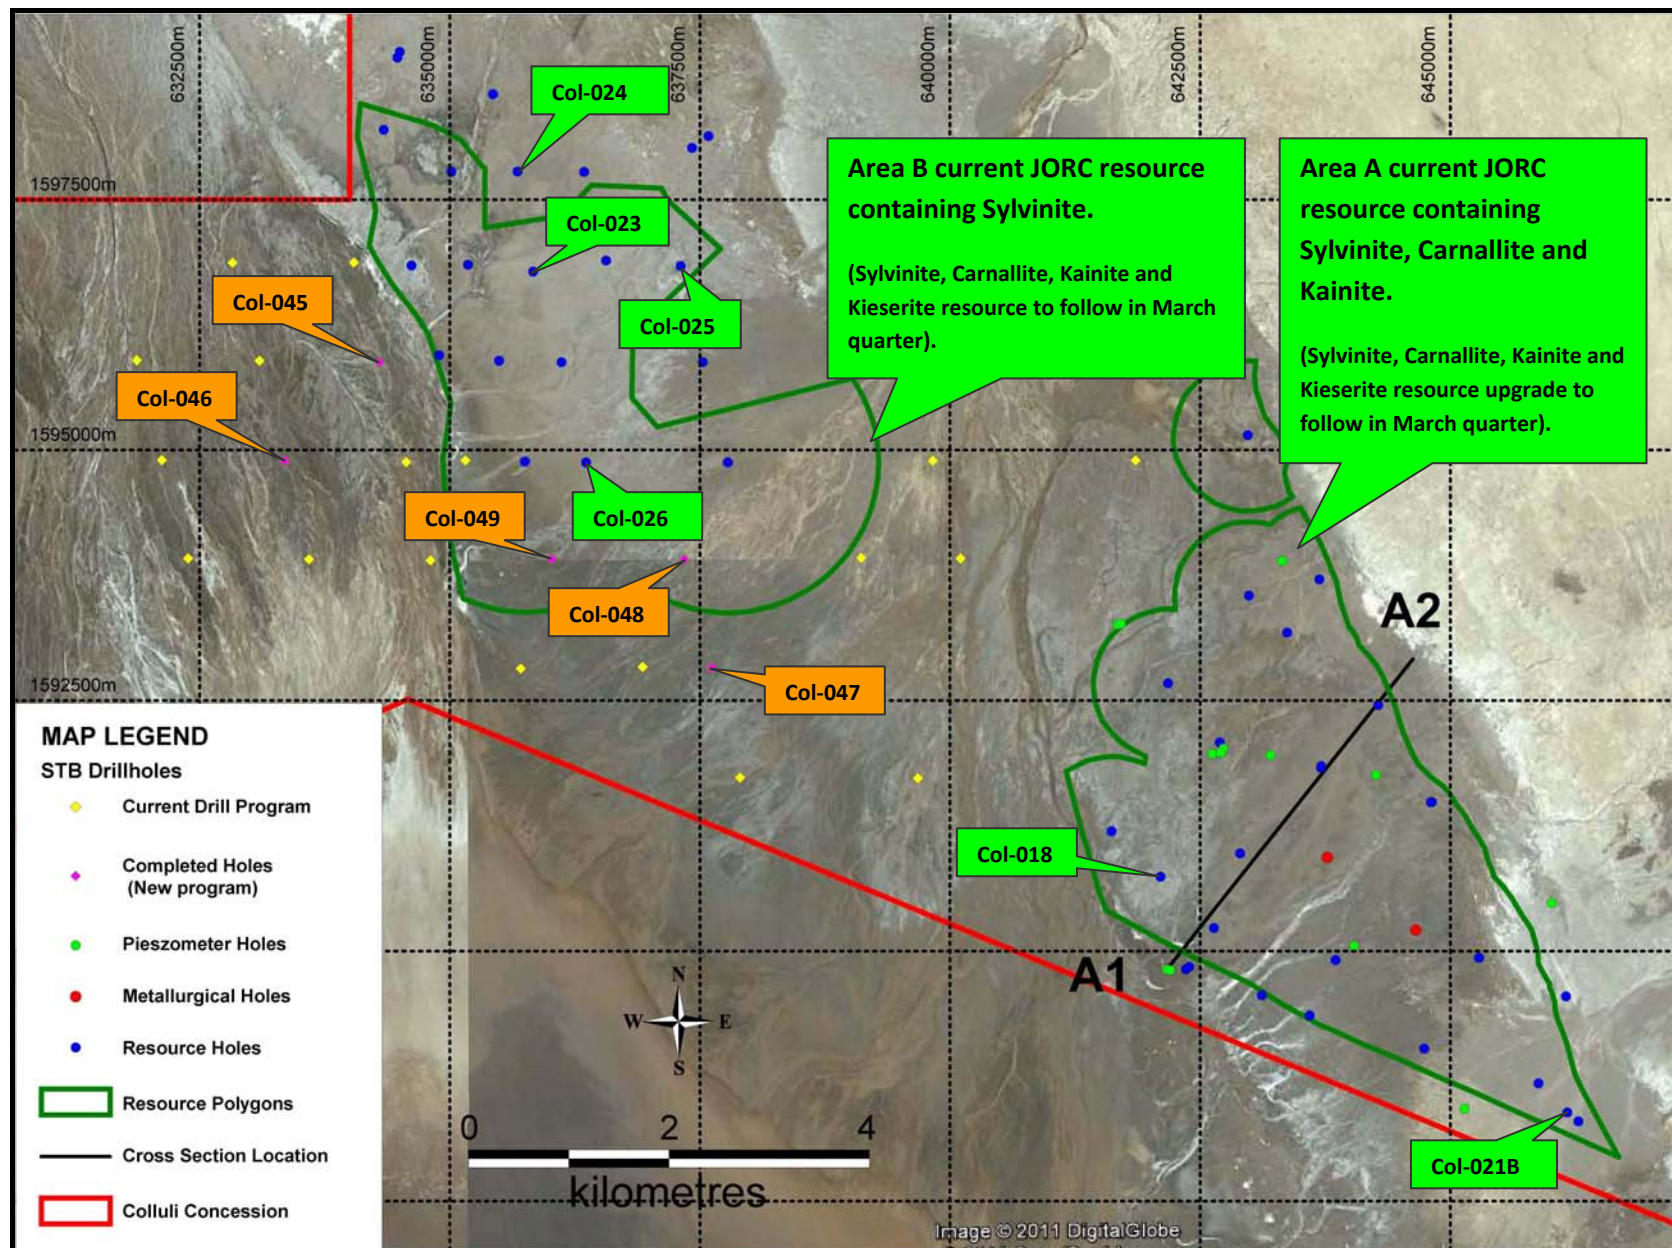 632500m
635000m
637500m
640000m
642500m
645000m
Col-024
Area B current JORC resource
containing Sylvinite.
(Sylvinite, Carnallite, Kainite and
Kieserite resource to follow in March
quarter).
Area A current JORC
resource containing
Sylvinite, Carnallite and
Kainite.
(Sylvinite, Carnallite, Kainite and
Kieserite resource upgrade to
follow in March quarter).
1597500m
Col-023
Col-045
Col-025
Col-046
1595000m
Col-049
Col-026
Col-048
A2
1592500m
Col-047
MAP LEGEND
STB Drillholes
Current Drill Program
Completed Holes
(New program)
Pieszometer Holes
Metallurgical Holes
Resource Holes
Resource Polygons
Cross Section Location
Colluli Concession
Col-018
A1
N
W E
S
0 2 4
kilometres
Col-021B
Image © 2011 DigitalGlobe